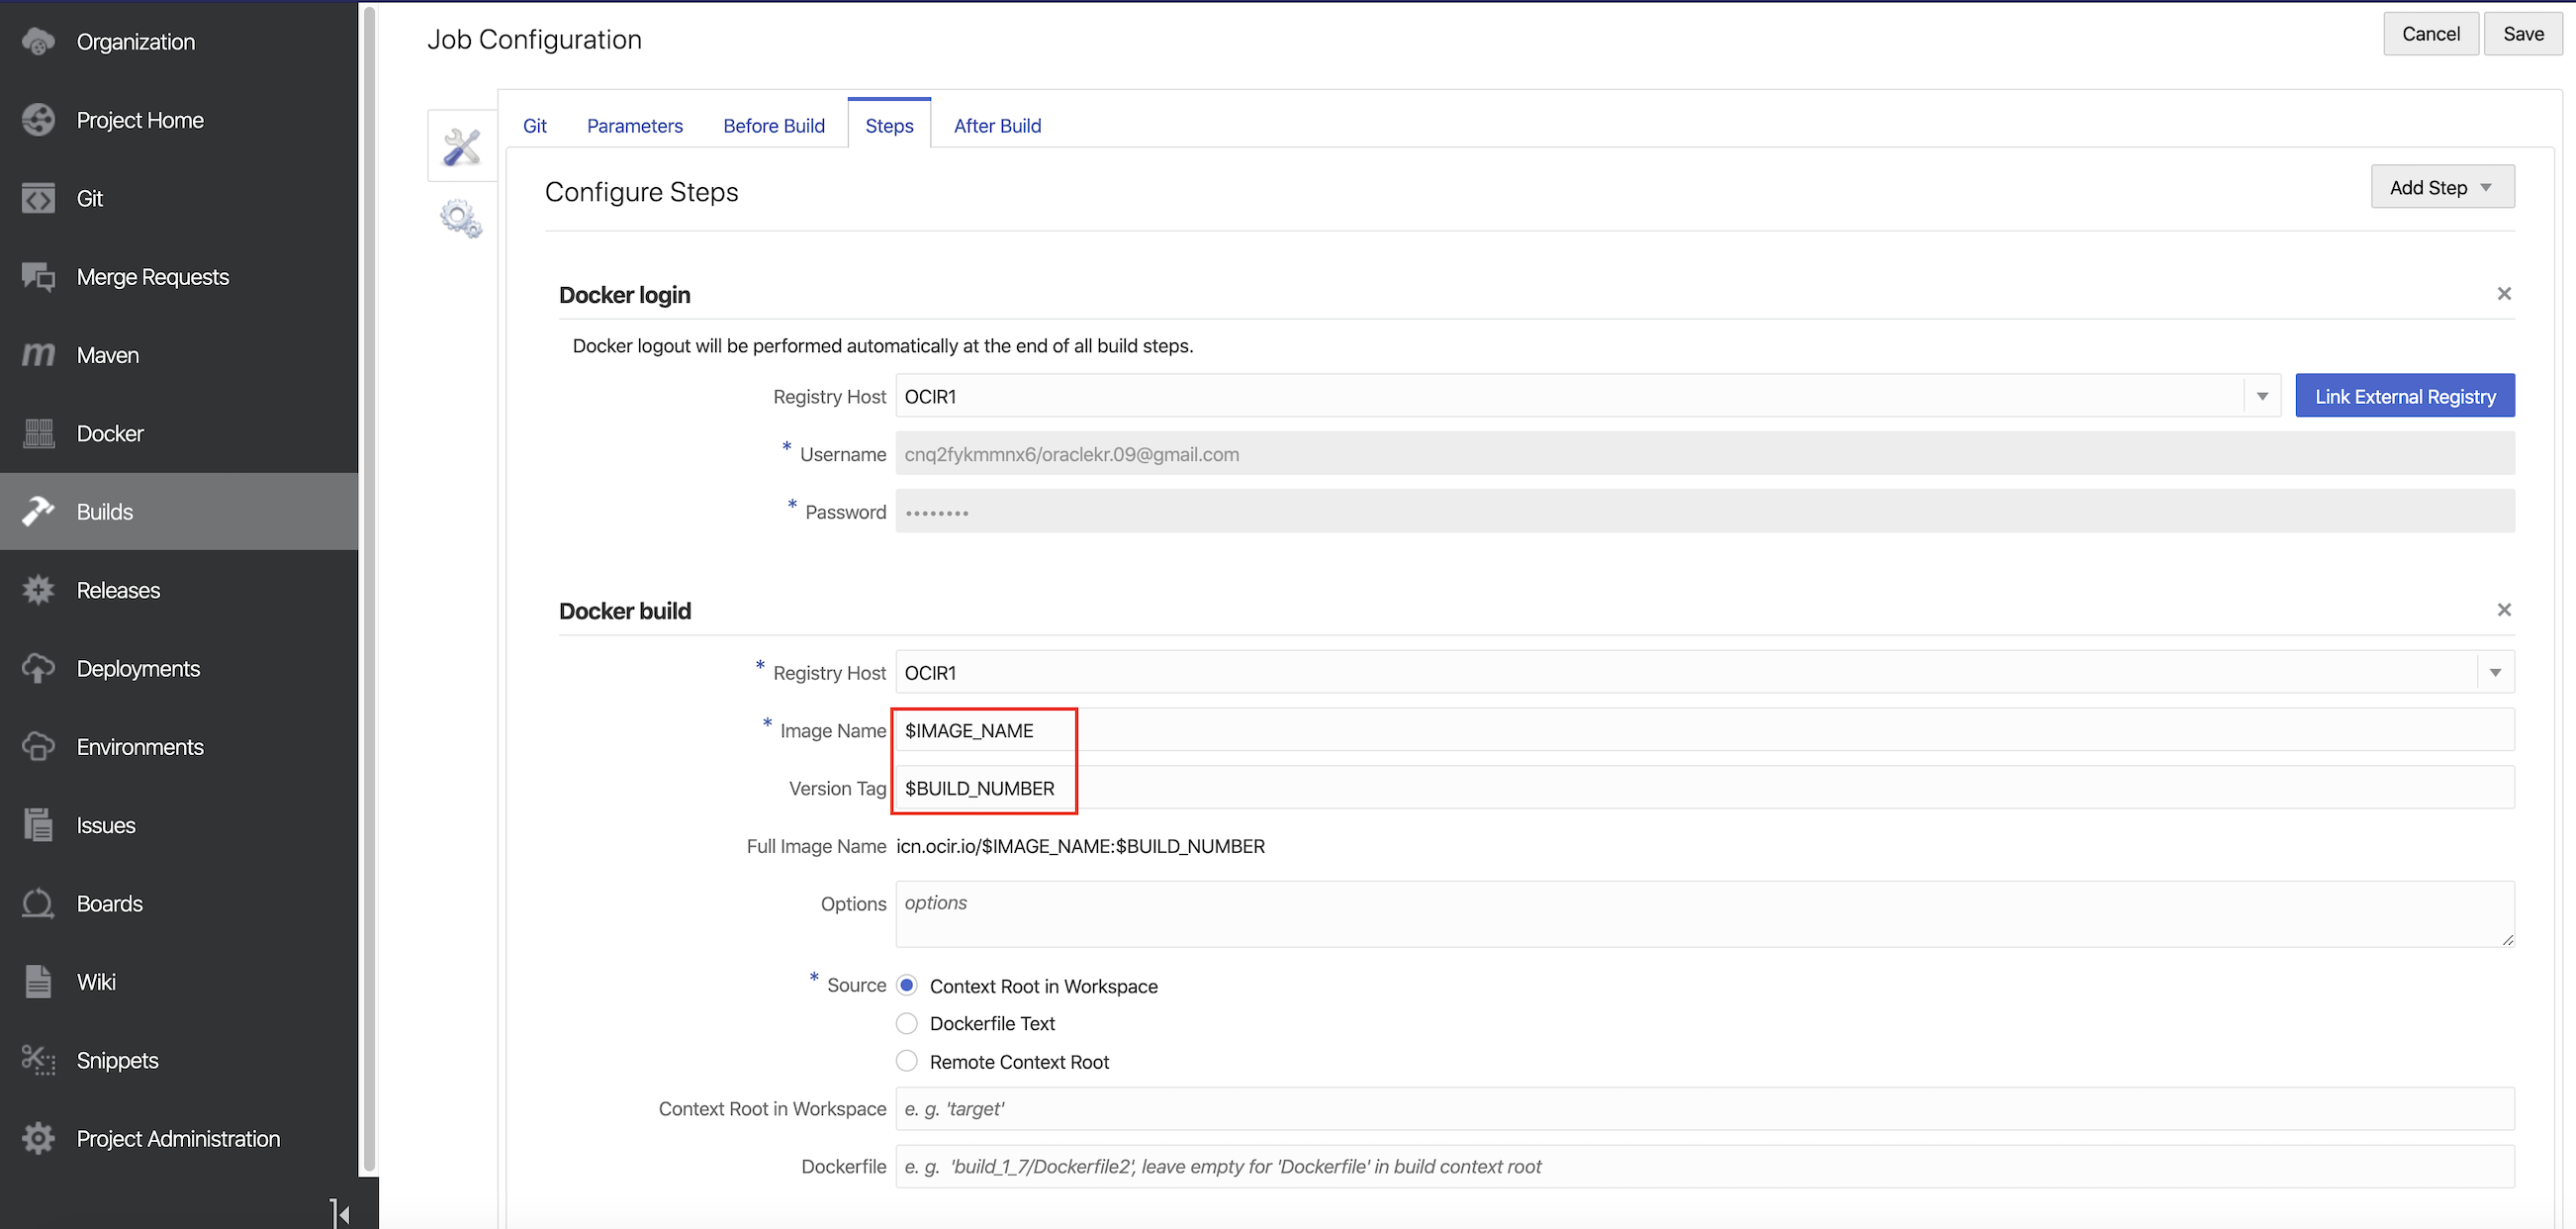 Organization
Project Home
Git
Merge Requests
m Maven
Docker
Builds
Releases
Deployments
Environments
Issues
Boards
Wiki
Snippets
Project Administration
Job Configuration
Cancel Save
Git Parameters Before Build Steps After Build
Configure Steps
Add Step
Docker login
Docker logout will be performed automatically at the end of all build steps.
Registry Host OCIR1 Link External Registry
* Username cnq2fykmmnx6/oraclekr.09@gmail.com
* Password ••••••••
Docker build
* Registry Host OCIR1
* Image Name $IMAGE_NAME
Version Tag $BUILD_NUMBER
Full Image Name icn.ocir.io/$IMAGE_NAME:$BUILD_NUMBER
Options options
* Source Context Root in Workspace
Dockerfile Text
Remote Context Root
Context Root in Workspace e. g. 'target'
Dockerfile e. g. 'build_1_7/Dockerfile2', leave empty for 'Dockerfile' in build context root